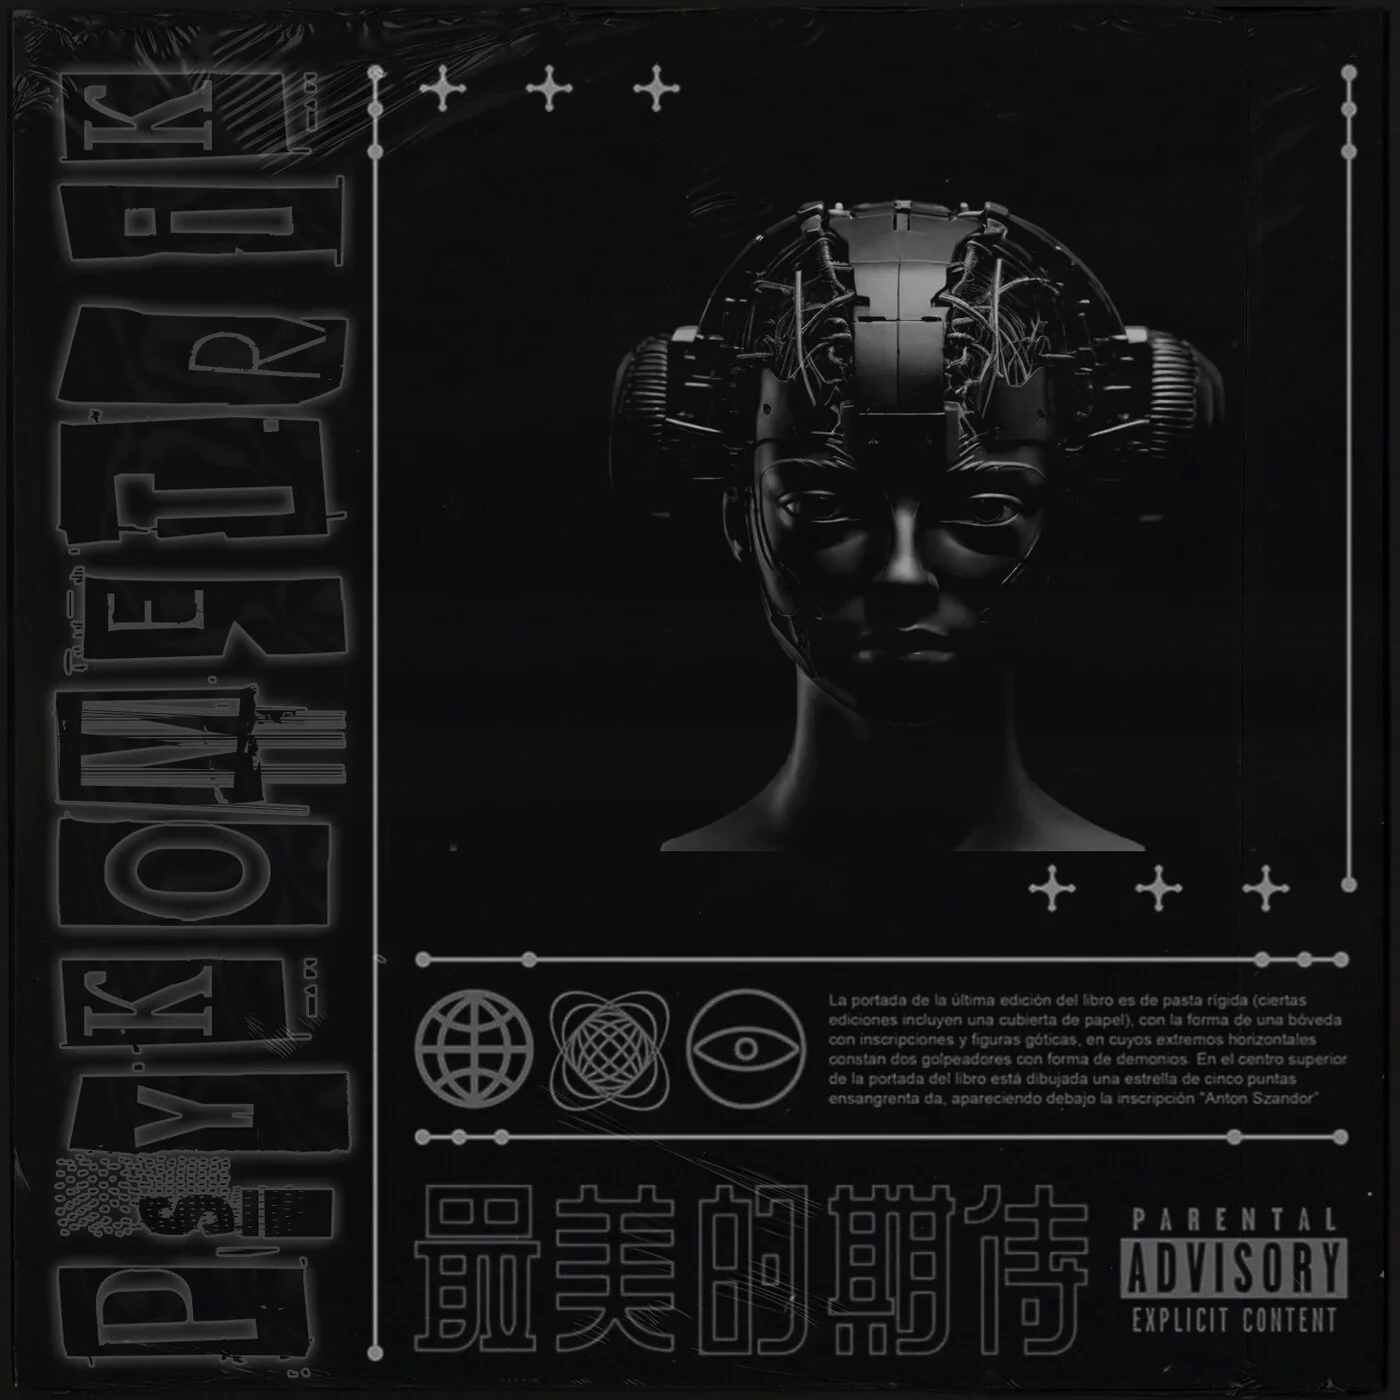 PSYKOMETRiK
La portada de la última edición del libro es de pasta rígida (ciertas
ediciones incluyen una cubierta de papel), con la forma de una bóveda
con inscripciones y figuras góticas, en cuyos extremos horizontales
constan dos golpeadores con forma de demonios. En el centro superior
de la portada del libro está dibujada una estrella de cinco puntas
ensangrenta da, apareciendo debajo la inscripción "Anton Szandor"
最美的期待
PARENTAL
ADVISORY
EXPLICIT CONTENT